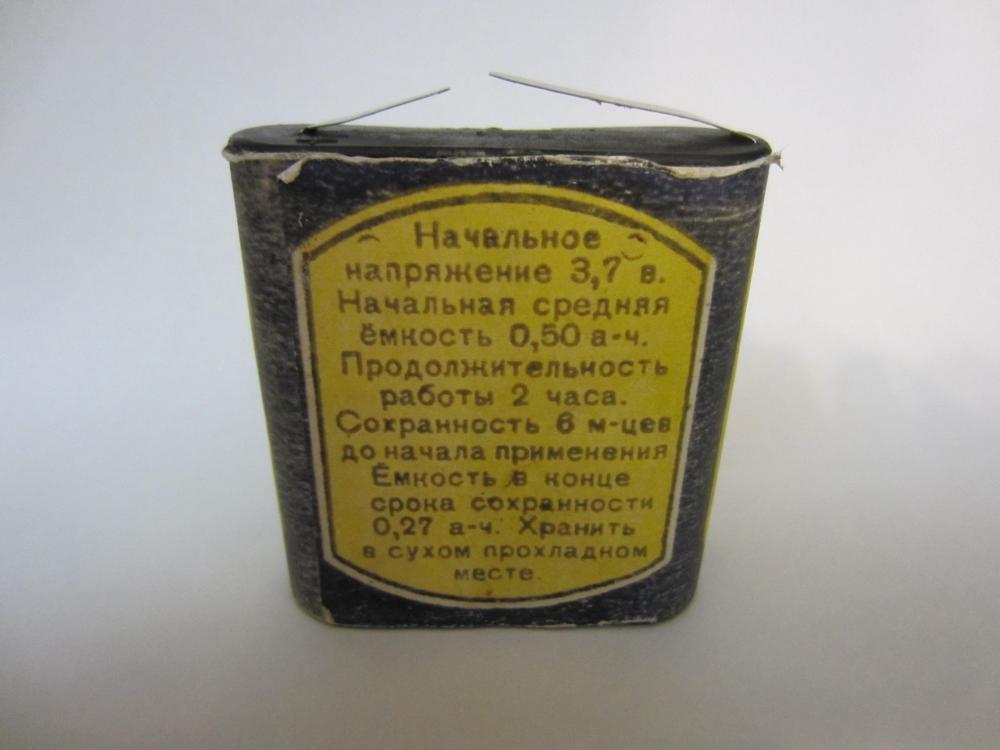 Начальное
напряжение 3,7 в.
Начальная средняя
ёмкость 0,50 а-ч.
Продолжительность
работы 2 часа.
Сохранность 6 м-цев
до начала применения
Ёмкость в конце
срока сохранности
0,27 а-ч. Хранить
в сухом прохладном
месте.